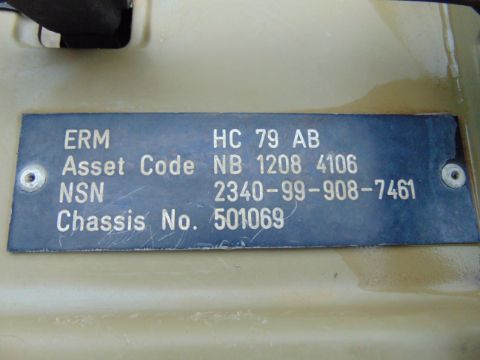 ERM HC 79 AB
Asset Code NB 1208 4106
NSN 2340-99-908-7461
Chassis No. 501069